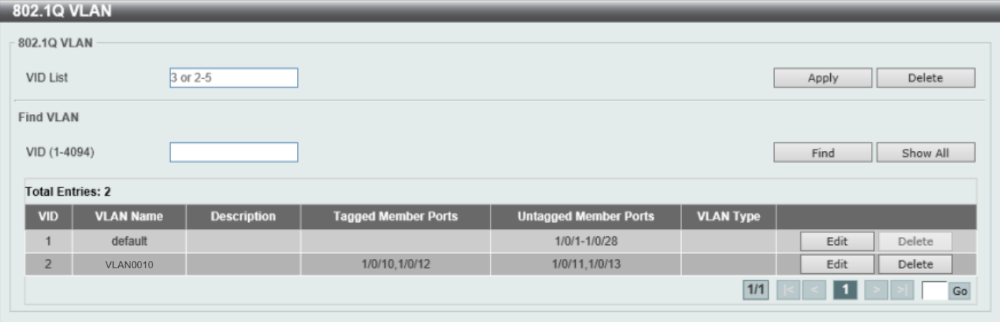 802.1Q VLAN
802.1Q VLAN
VID List 3 or 2-5 Apply Delete
Find VLAN
VID (1-4094) Find Show All
Total Entries: 2
VID VLAN Name Description Tagged Member Ports Untagged Member Ports VLAN Type
1 default 1/0/1-1/0/28 Edit Delete
2 VLAN0010 1/0/10,1/0/12 1/0/11,1/0/13 Edit Delete
1/1 |< < 1 > >| Go